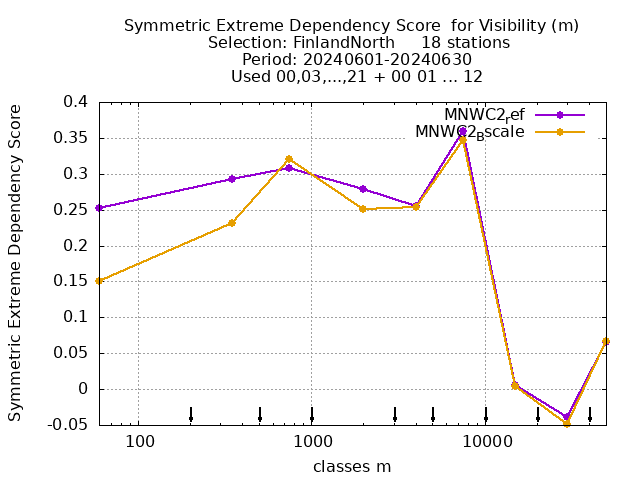 Symmetric Extreme Dependency Score for Visibility (m)
Selection: FinlandNorth 18 stations
Period: 20240601-20240630
Used 00,03,...,21 + 00 01 ... 12
Symmetric Extreme Dependency Score
0.4
0.35
0.3
0.25
0.2
0.15
0.1
0.05
0
-0.05
MNWC2ref
MNWC2Bscale
100
1000
10000
classes m